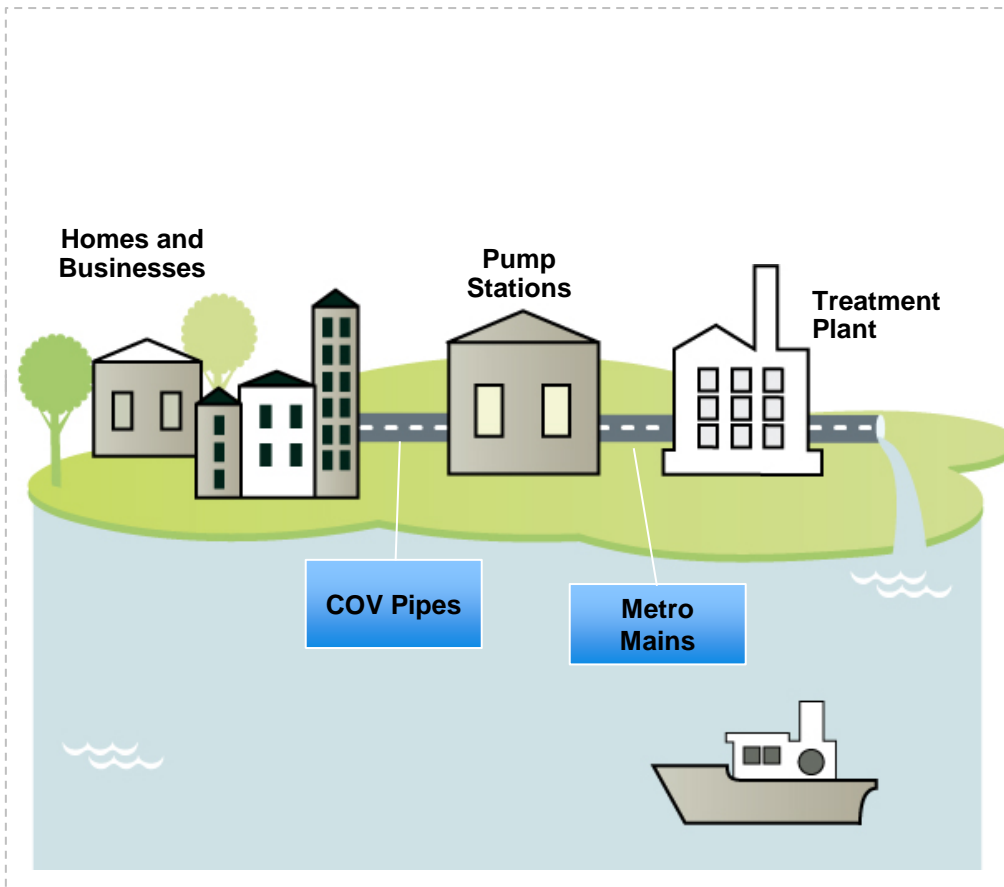 Homes and
Businesses
Pump
Stations
Treatment
Plant
COV Pipes
Metro
Mains